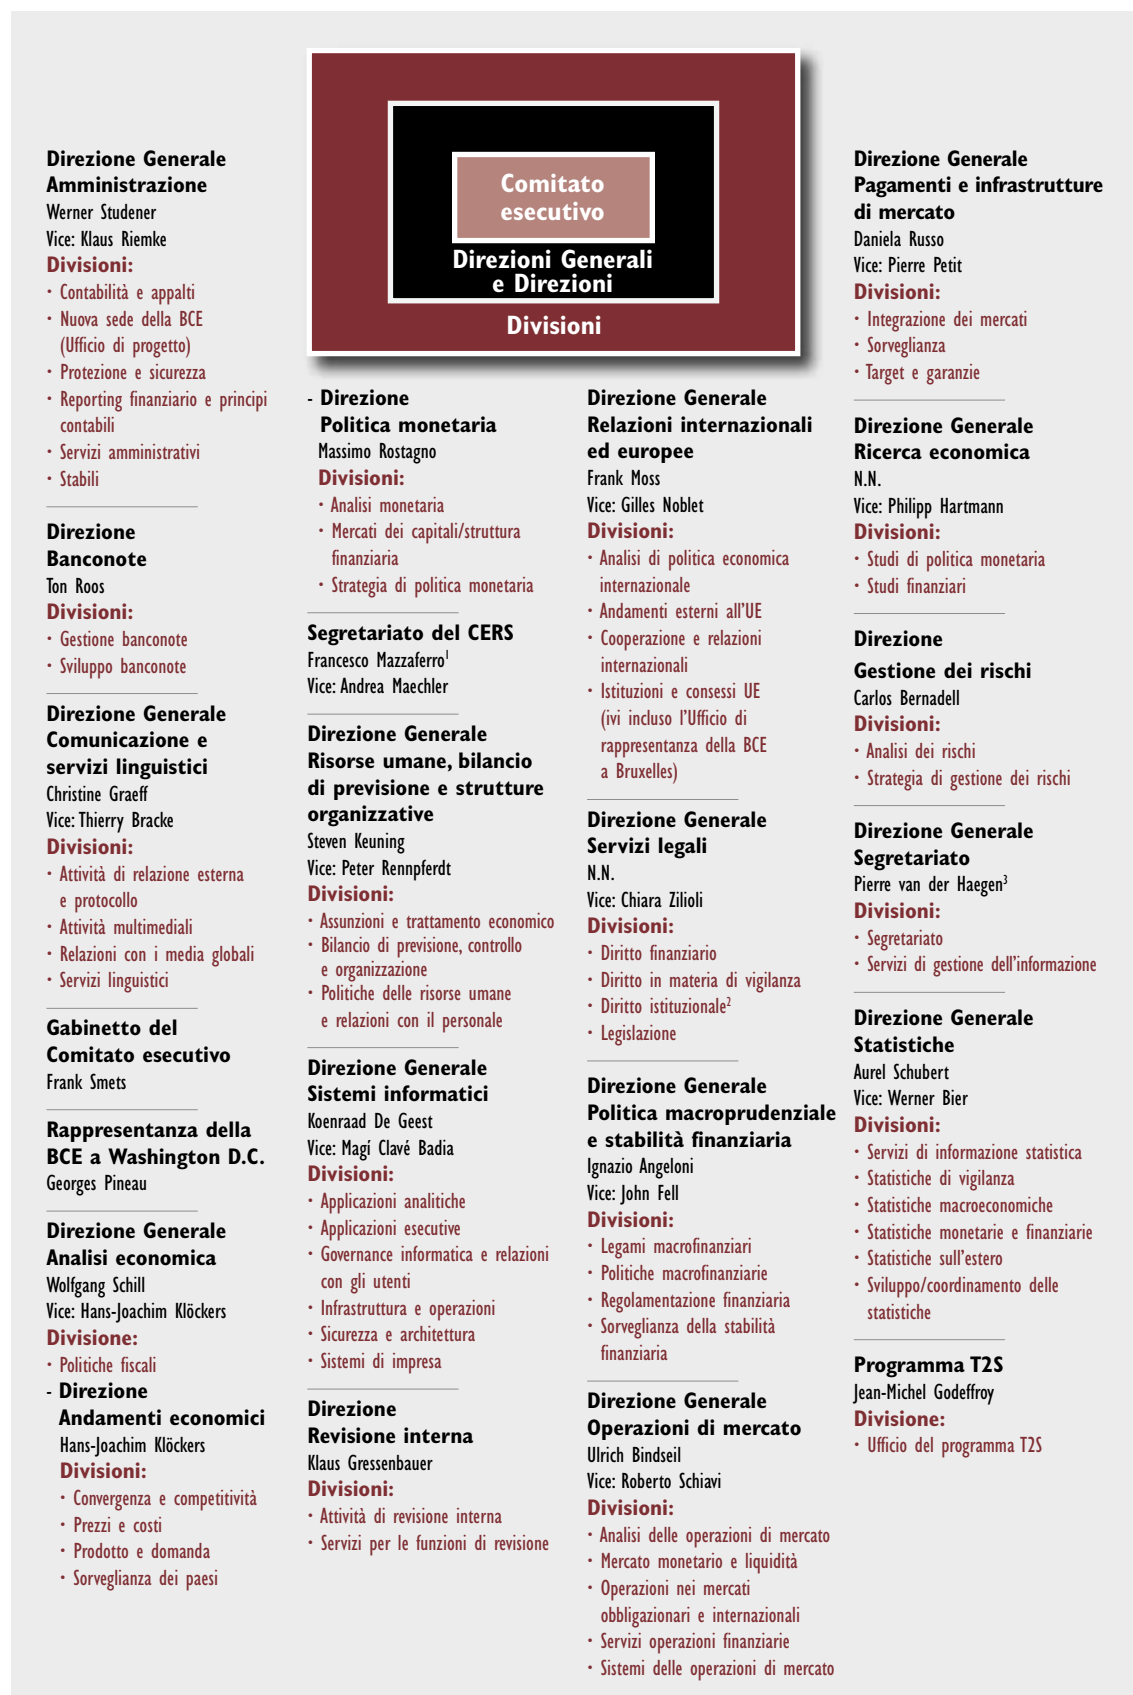 Comitato
esecutivo
Direzioni Generali
e Direzioni
Divisioni
Direzione Generale
Amministrazione
Werner Studener
Vice: Klaus Riemke
Divisioni:
• Contabilità e appalti
• Nuova sede della BCE
(Ufficio di progetto)
• Protezione e sicurezza
• Reporting finanziario e principi
contabili
• Servizi amministrativi
• Stabili
Direzione
Banconote
Ton Roos
Divisioni:
• Gestione banconote
• Sviluppo banconote
Direzione Generale
Comunicazione e
servizi linguistici
Christine Graeff
Vice: Thierry Bracke
Divisioni:
• Attività di relazione esterna
e protocollo
• Attività multimediali
• Relazioni con i media globali
• Servizi linguistici
Gabinetto del
Comitato esecutivo
Frank Smets
Rappresentanza della
BCE a Washington D.C.
Georges Pineau
Direzione Generale
Analisi economica
Wolfgang Schill
Vice: Hans-Joachim Klöckers
Divisione:
• Politiche fiscali
- Direzione
Andamenti economici
Hans-Joachim Klöckers
Divisioni:
• Convergenza e competitività
• Prezzi e costi
• Prodotto e domanda
• Sorveglianza dei paesi
- Direzione
Politica monetaria
Massimo Rostagno
Divisioni:
• Analisi monetaria
• Mercati dei capitali/struttura
finanziaria
• Strategia di politica monetaria
Segretariato del CERS
Francesco Mazzaferro¹
Vice: Andrea Maechler
Direzione Generale
Risorse umane, bilancio
di previsione e strutture
organizzative
Steven Keuning
Vice: Peter Rennpferdt
Divisioni:
• Assunzioni e trattamento economico
• Bilancio di previsione, controllo
e organizzazione
• Politiche delle risorse umane
e relazioni con il personale
Direzione Generale
Sistemi informatici
Koenraad De Geest
Vice: Magí Clavé Badia
Divisioni:
• Applicazioni analitiche
• Applicazioni esecutive
• Governance informatica e relazioni
con gli utenti
• Infrastruttura e operazioni
• Sicurezza e architettura
• Sistemi di impresa
Direzione
Revisione interna
Klaus Gressenbauer
Divisioni:
• Attività di revisione interna
• Servizi per le funzioni di revisione
Direzione Generale
Relazioni internazionali
ed europee
Frank Moss
Vice: Gilles Noblet
Divisioni:
• Analisi di politica economica
internazionale
• Andamenti esterni all'UE
• Cooperazione e relazioni
internazionali
• Istituzioni e consessi UE
(ivi incluso l'Ufficio di
rappresentanza della BCE
a Bruxelles)
Direzione Generale
Servizi legali
N.N.
Vice: Chiara Zilioli
Divisioni:
• Diritto finanziario
• Diritto in materia di vigilanza
• Diritto istituzionale²
• Legislazione
Direzione Generale
Politica macroprudenziale
e stabilità finanziaria
Ignazio Angeloni
Vice: John Fell
Divisioni:
• Legami macrofinanziari
• Politiche macrofinanziarie
• Regolamentazione finanziaria
• Sorveglianza della stabilità
finanziaria
Direzione Generale
Operazioni di mercato
Ulrich Bindseil
Vice: Roberto Schiavi
Divisioni:
• Analisi delle operazioni di mercato
• Mercato monetario e liquidità
• Operazioni nei mercati
obbligazionari e internazionali
• Servizi operazioni finanziarie
• Sistemi delle operazioni di mercato
Direzione Generale
Pagamenti e infrastrutture
di mercato
Daniela Russo
Vice: Pierre Petit
Divisioni:
• Integrazione dei mercati
• Sorveglianza
• Target e garanzie
Direzione Generale
Ricerca economica
N.N.
Vice: Philipp Hartmann
Divisioni:
• Studi di politica monetaria
• Studi finanziari
Direzione
Gestione dei rischi
Carlos Bernadell
Divisioni:
• Analisi dei rischi
• Strategia di gestione dei rischi
Direzione Generale
Segretariato
Pierre van der Haegen³
Divisioni:
• Segretariato
• Servizi di gestione dell'informazione
Direzione Generale
Statistiche
Aurel Schubert
Vice: Werner Bier
Divisioni:
• Servizi di informazione statistica
• Statistiche di vigilanza
• Statistiche macroeconomiche
• Statistiche monetarie e finanziarie
• Statistiche sull'estero
• Sviluppo/coordinamento delle
statistiche
Programma T2S
Jean-Michel Godeffroy
Divisione:
• Ufficio del programma T2S